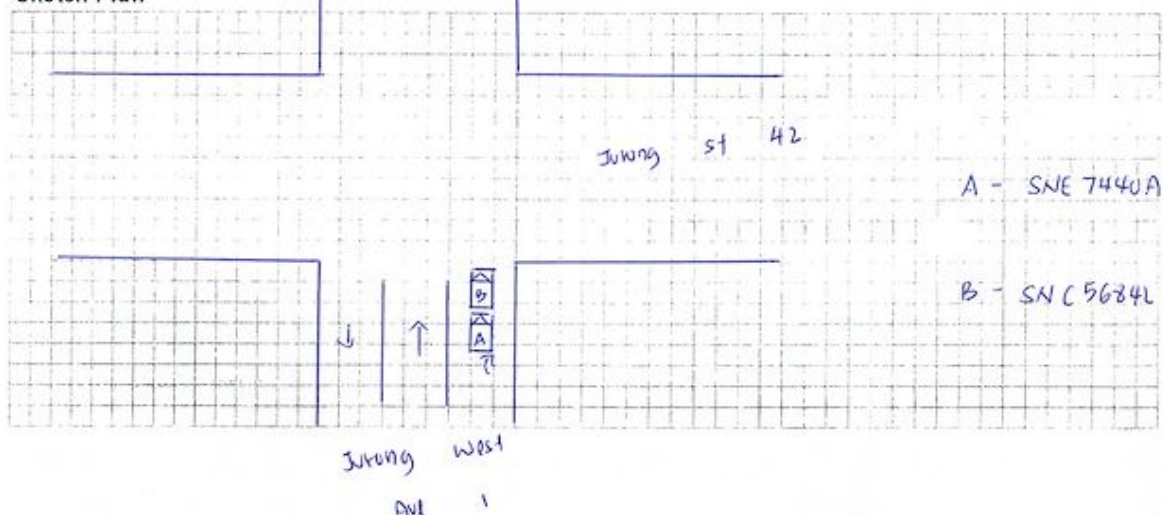 Sketch Plan
Jurong st 42
A - SNE 7440A
B - SNC 5684L
B
A
Jurong West
Ave 1